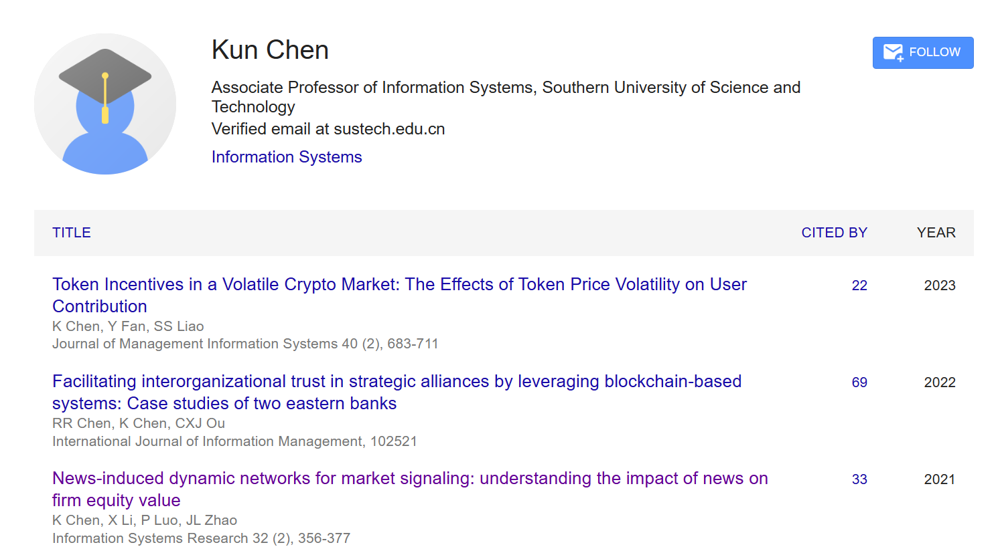 Kun Chen
FOLLOW
Associate Professor of Information Systems, Southern University of Science and
Technology
Verified email at sustech.edu.cn
Information Systems
TITLE CITED BY YEAR
Token Incentives in a Volatile Crypto Market: The Effects of Token Price Volatility on User 22 2023
Contribution
K Chen, Y Fan, SS Liao
Journal of Management Information Systems 40 (2), 683-711
Facilitating interorganizational trust in strategic alliances by leveraging blockchain-based 69 2022
systems: Case studies of two eastern banks
RR Chen, K Chen, CXJ Ou
International Journal of Information Management, 102521
News-induced dynamic networks for market signaling: understanding the impact of news on 33 2021
firm equity value
K Chen, X Li, P Luo, JL Zhao
Information Systems Research 32 (2), 356-377